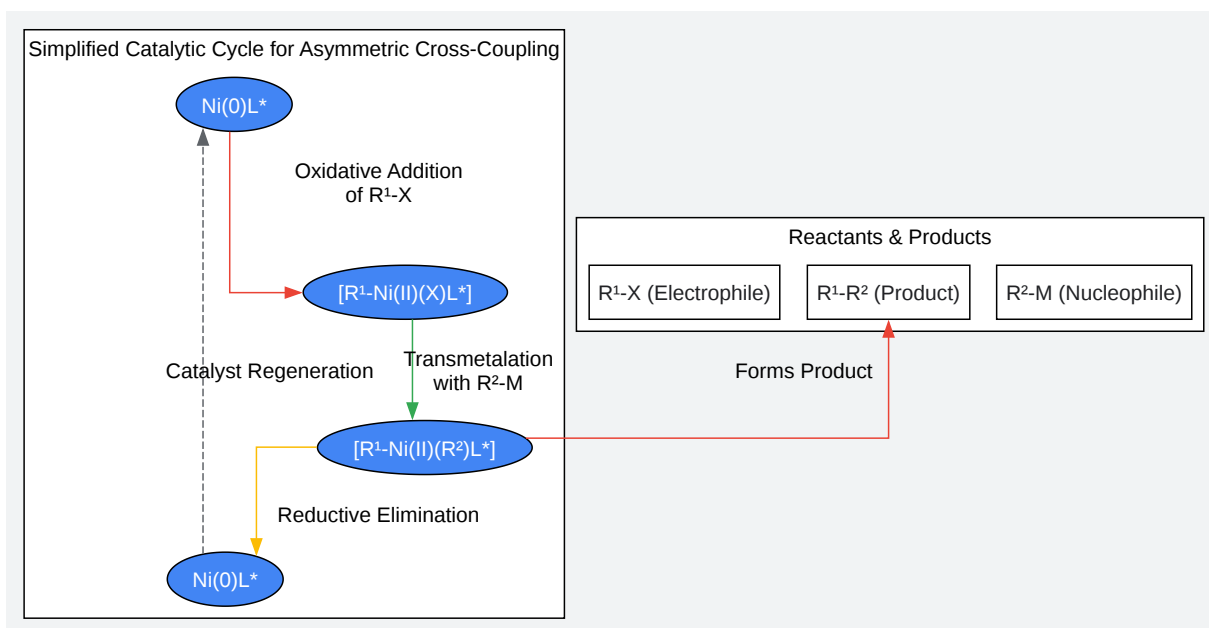 Simplified Catalytic Cycle for Asymmetric Cross-Coupling
Ni(0)L*
Oxidative Addition
of R¹-X
[R¹-Ni(II)(X)L*]
Catalyst Regeneration
Transmetalation
with R²-M
[R¹-Ni(II)(R²)L*]
Reductive Elimination
Ni(0)L*
Reactants & Products
R¹-X (Electrophile)
R¹-R² (Product)
R²-M (Nucleophile)
Forms Product